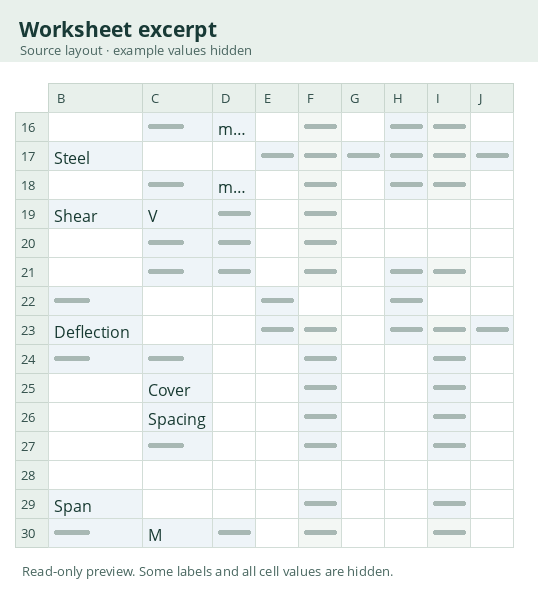 Worksheet excerpt
Source layout · example values hidden
B C D E F G H I J
16 m...
17 Steel
18 m...
19 Shear V
20
21
22
23 Deflection
24
25 Cover
26 Spacing
27
28
29 Span
30 M
Read-only preview. Some labels and all cell values are hidden.